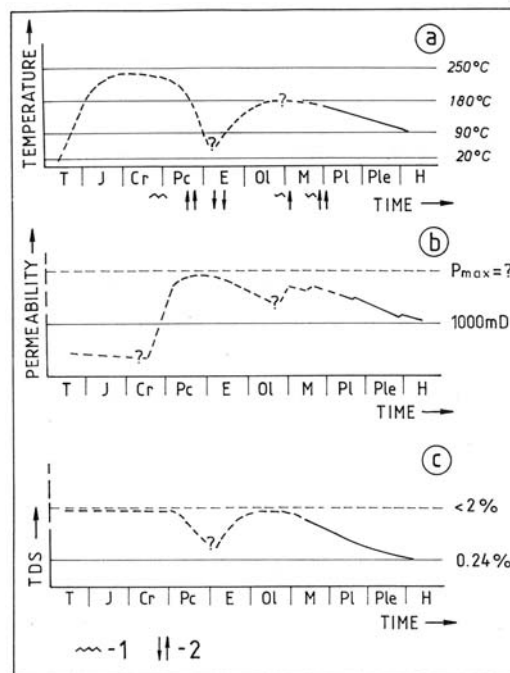 a
TEMPERATURE
250°C
180°C
?
90°C
?
20°C
T J Cr Pc E Ol M Pl Ple H
TIME
b
PERMEABILITY
Pmax=?
?
1000mD
?
T J Cr Pc E Ol M Pl Ple H
TIME
c
TDS
<2%
?
0.24%
T J Cr Pc E Ol M Pl Ple H
TIME
-1 -2